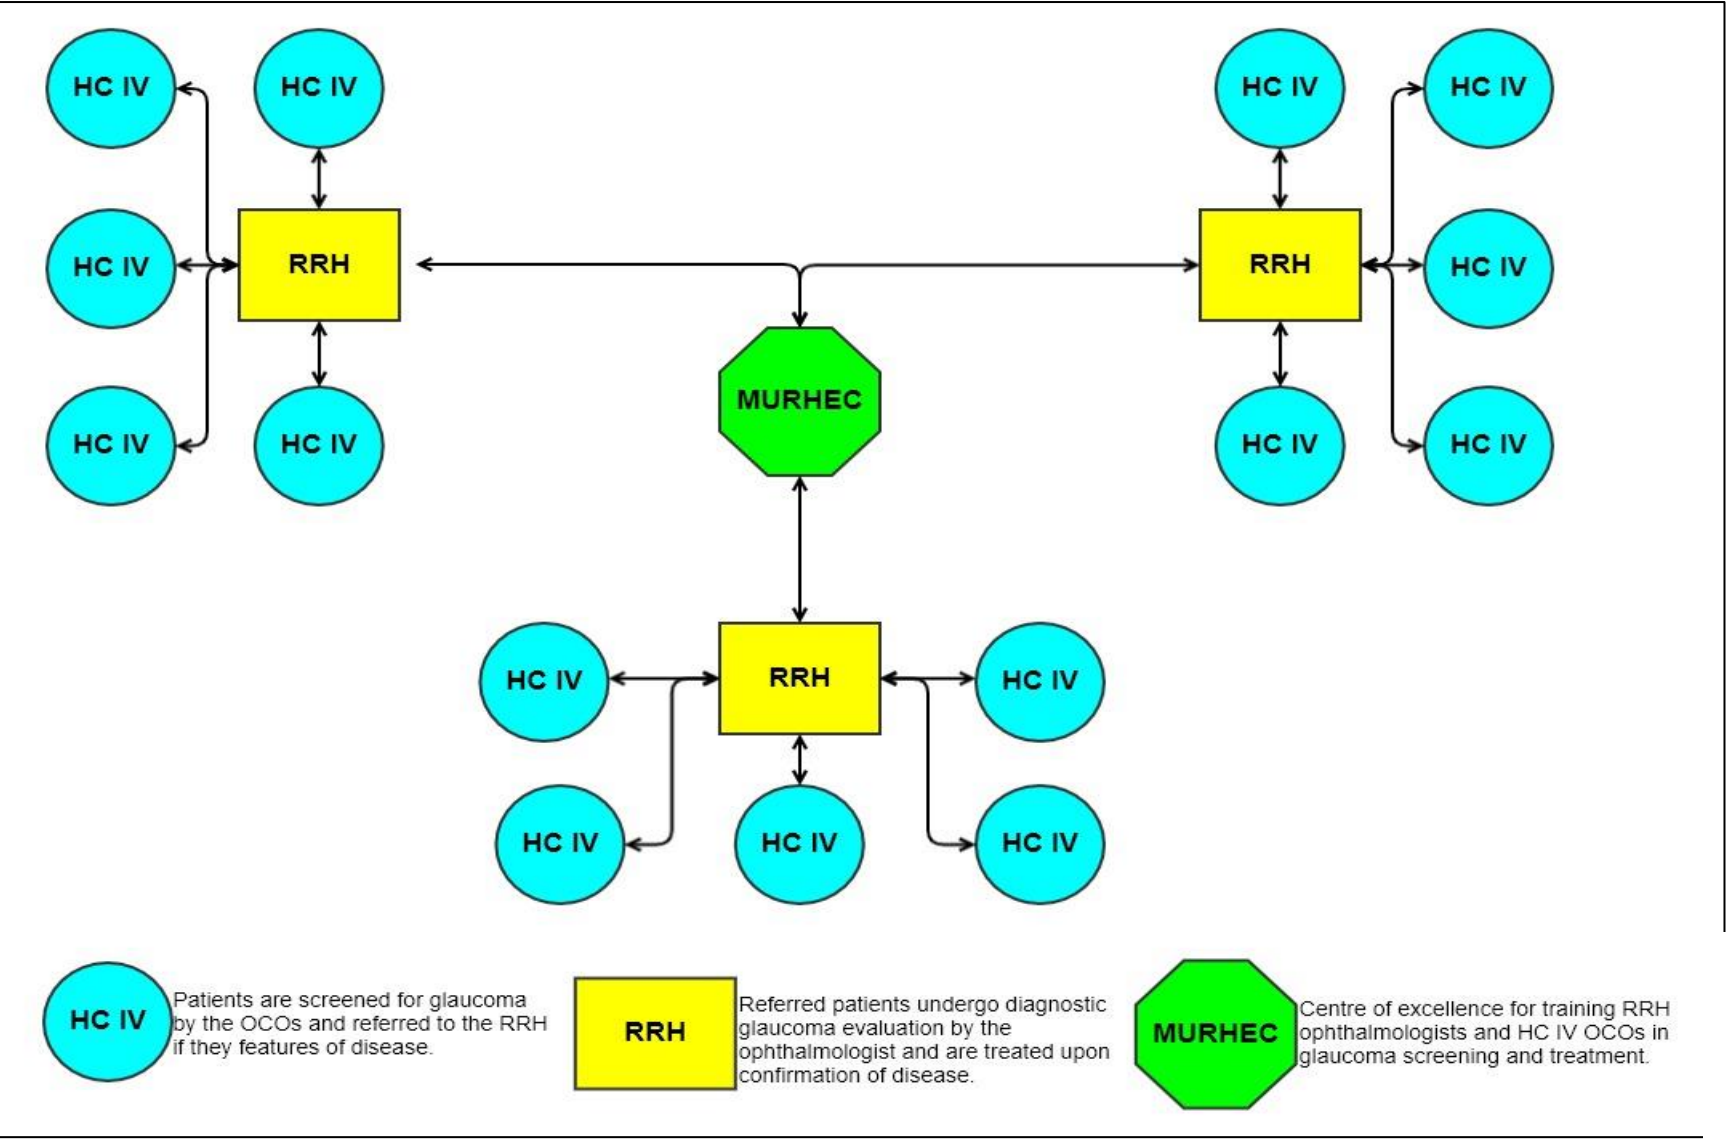 HC IV
HC IV
HC IV
HC IV
HC IV
RRH
HC IV
HC IV
RRH
HC IV
MURHEC
HC IV
HC IV
HC IV
HC IV
HC IV
RRH
HC IV
HC IV
HC IV
HC IV
HC IV
Patients are screened for glaucoma
by the OCOs and referred to the RRH
if they features of disease.
RRH
Referred patients undergo diagnostic
glaucoma evaluation by the
ophthalmologist and are treated upon
confirmation of disease.
MURHEC
Centre of excellence for training RRH
ophthalmologists and HC IV OCOs in
glaucoma screening and treatment.